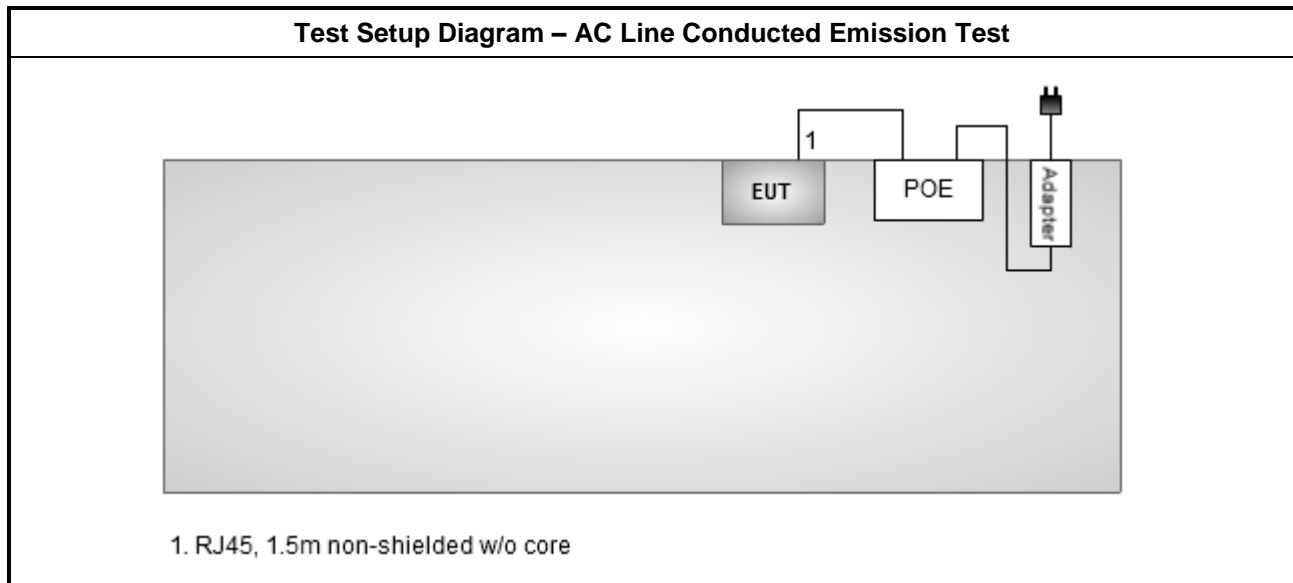 Test Setup Diagram – AC Line Conducted Emission Test
1
EUT
POE
Adapter
1. RJ45, 1.5m non-shielded w/o core